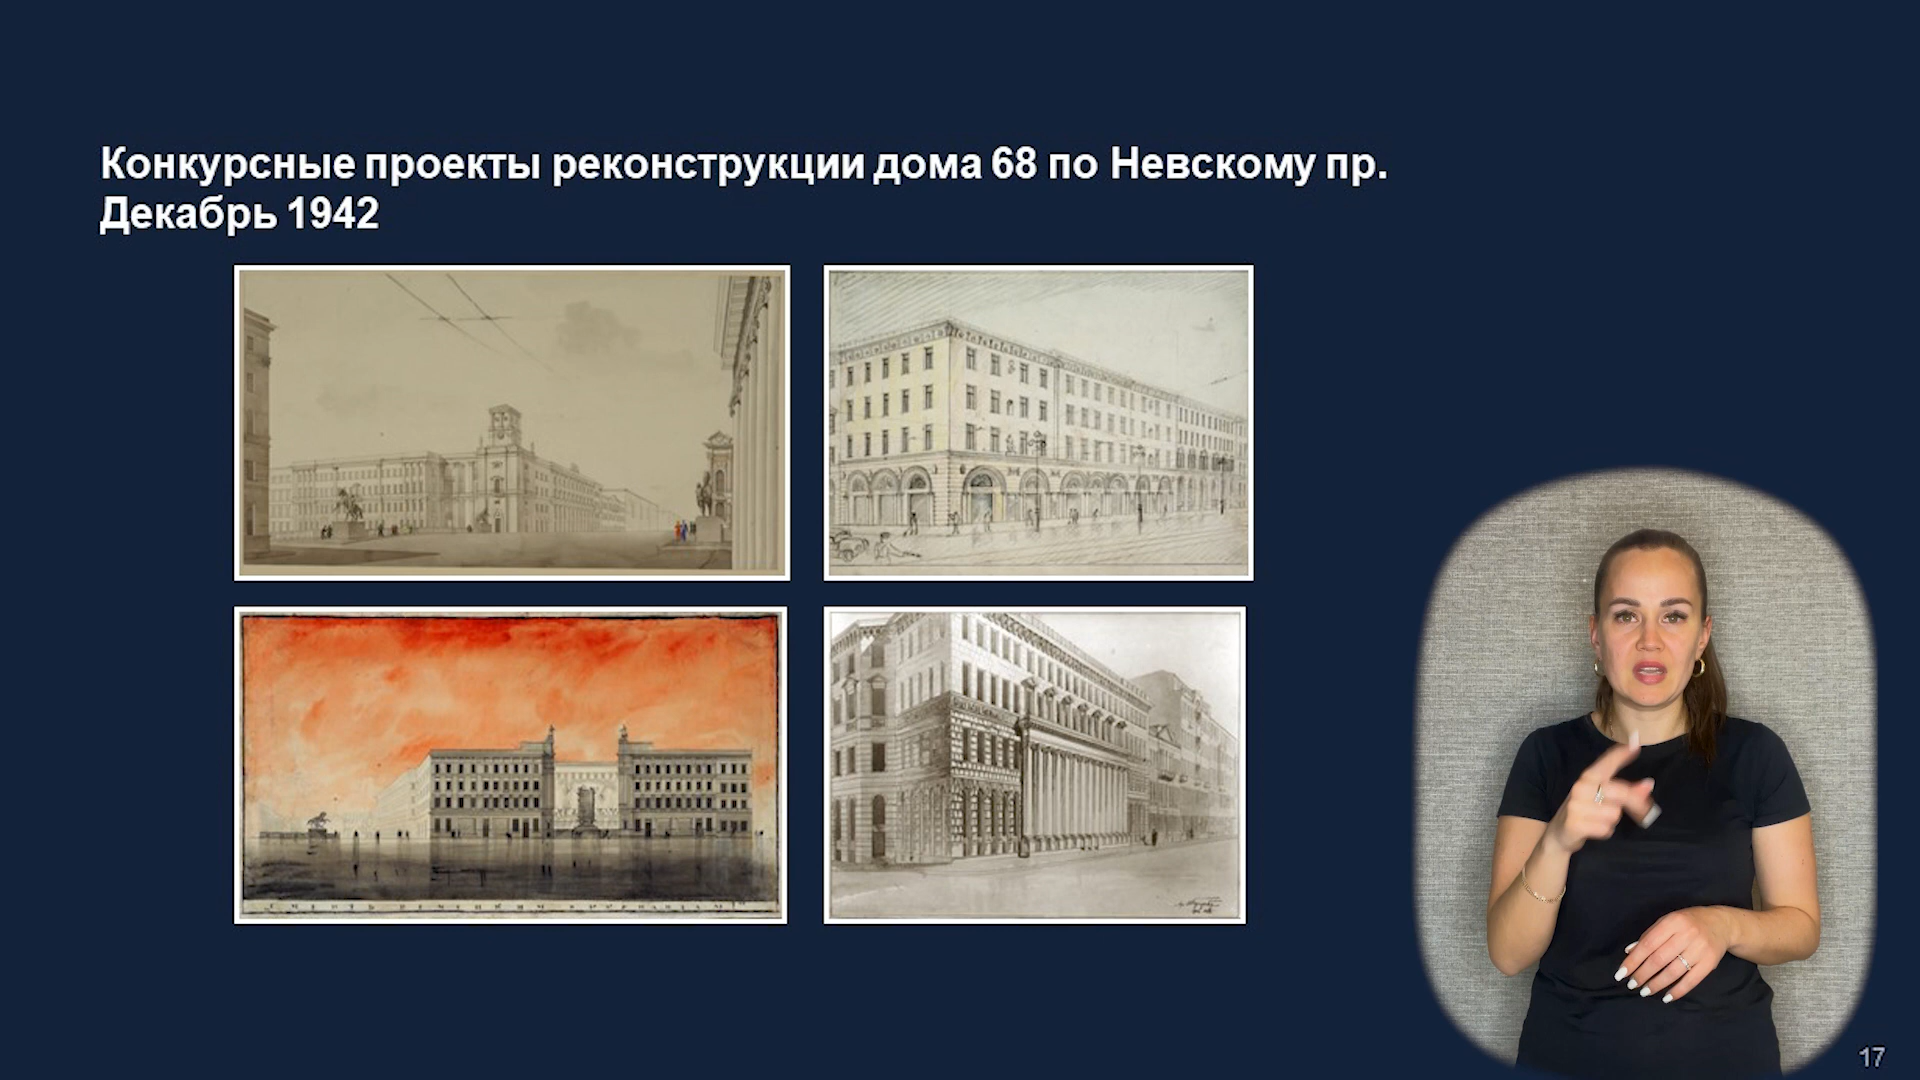 Конкурсные проекты реконструкции дома 68 по Невскому пр.
Декабрь 1942
17